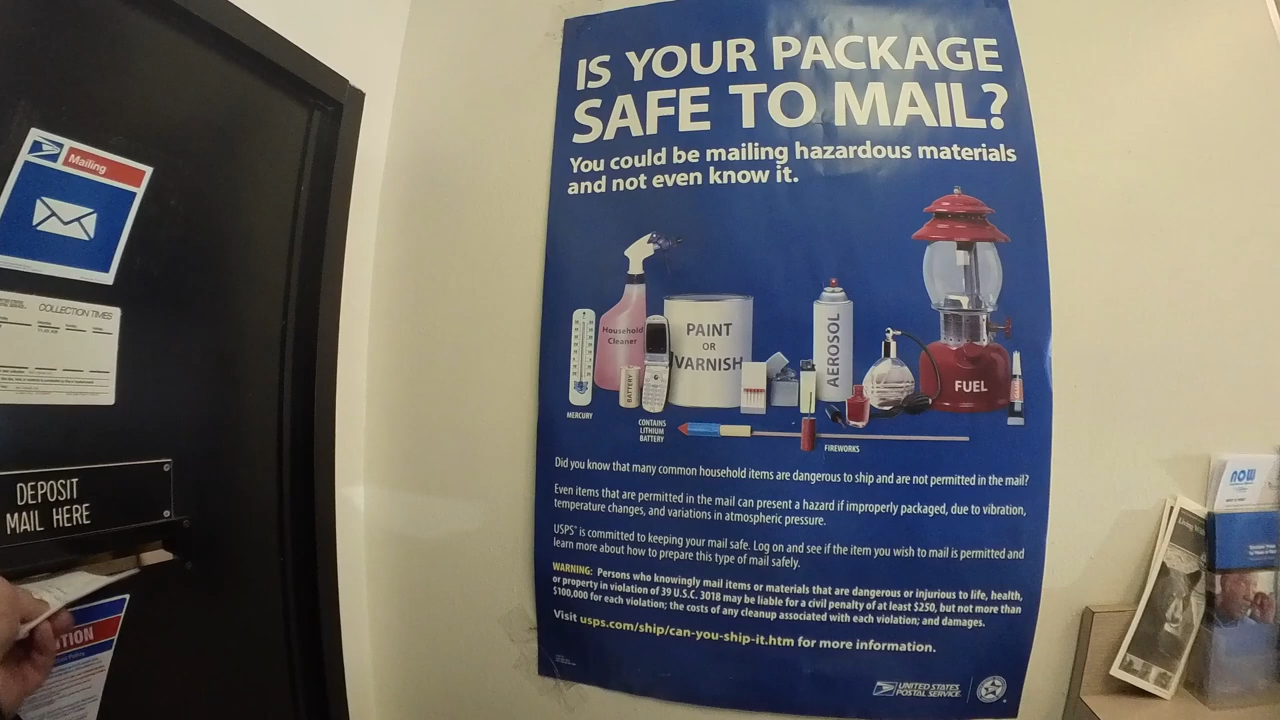 IS YOUR PACKAGE
SAFE TO MAIL?
You could be mailing hazardous materials
and not even know it.
Household
Cleaner
BATTERY
PAINT
OR
VARNISH
AEROSOL
FUEL
GLUE
MERCURY
CONTAINS
LITHIUM
BATTERY
FIREWORKS
Did you know that many common household items are dangerous to ship and are not permitted in the mail?
Even items that are permitted in the mail can present a hazard if improperly packaged, due to vibration,
temperature changes, and variations in atmospheric pressure.
USPS® is committed to keeping your mail safe. Log on and see if the item you wish to mail is permitted and
learn more about how to prepare this type of mail safely.
WARNING: Persons who knowingly mail items or materials that are dangerous or injurious to life, health,
or property in violation of 39 U.S.C. 3018 may be liable for a civil penalty of at least $250, but not more than
$100,000 for each violation; the costs of any cleanup associated with each violation; and damages.
Visit usps.com/ship/can-you-ship-it.htm for more information.
UNITED STATES
POSTAL SERVICE
Mailing
COLLECTION TIMES
DEPOSIT
MAIL HERE
NOW